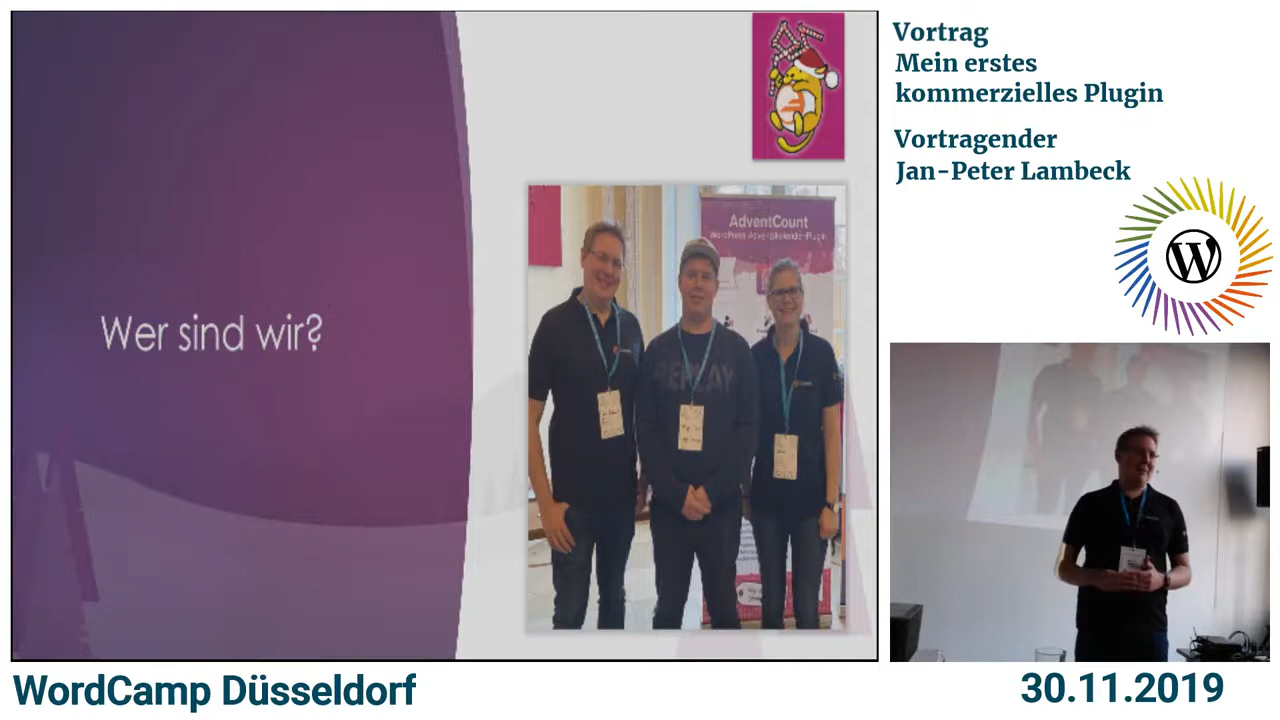 Wer sind wir?
AdventCount
WordPress Adventskalender-Plugin
REPLAY
Vortrag
Mein erstes
kommerzielles Plugin
Vortragender
Jan-Peter Lambeck
W
WordCamp Düsseldorf
30.11.2019